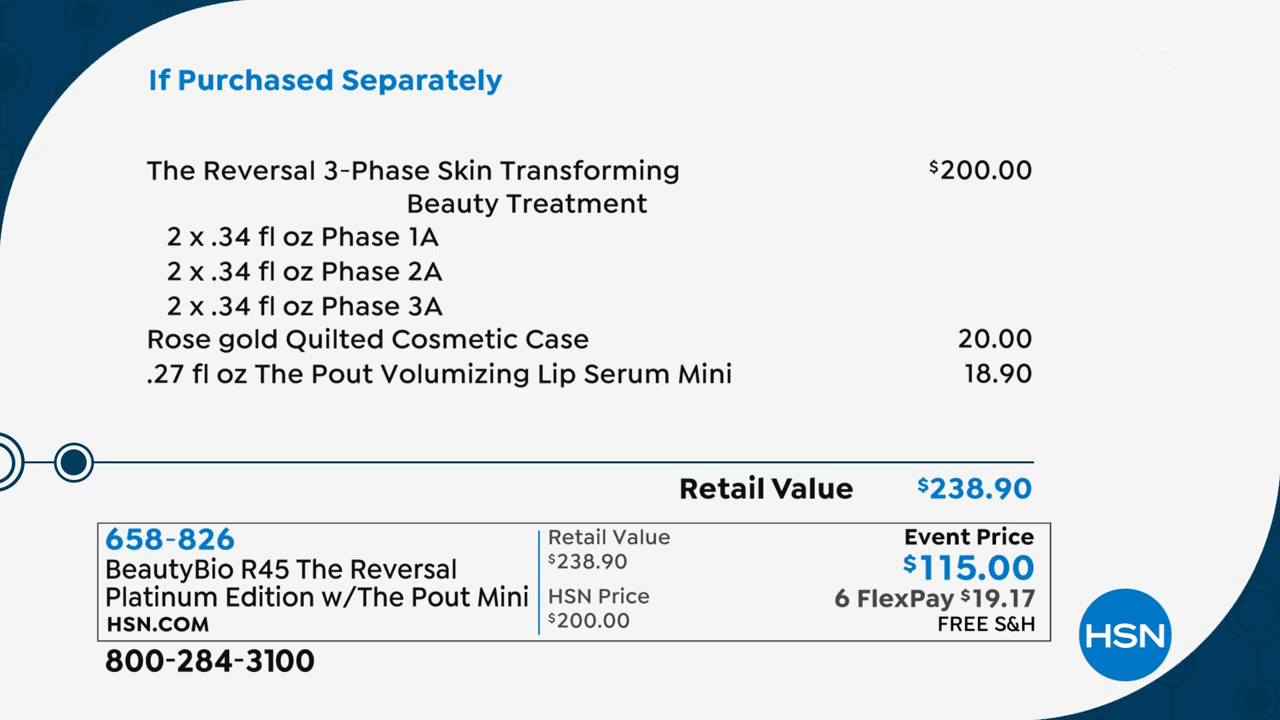 LIVE
If Purchased Separately
The Reversal 3-Phase Skin Transforming $200.00
Beauty Treatment
2 x .34 fl oz Phase 1A
2 x .34 fl oz Phase 2A
2 x .34 fl oz Phase 3A
Rose gold Quilted Cosmetic Case 20.00
.27 fl oz The Pout Volumizing Lip Serum Mini 18.90
Retail Value $238.90
658-826
BeautyBio R45 The Reversal
Platinum Edition w/The Pout Mini
HSN.COM
Retail Value
$238.90
HSN Price
$200.00
Event Price
$115.00
6 FlexPay $19.17
FREE S&H
HSN
800-284-3100